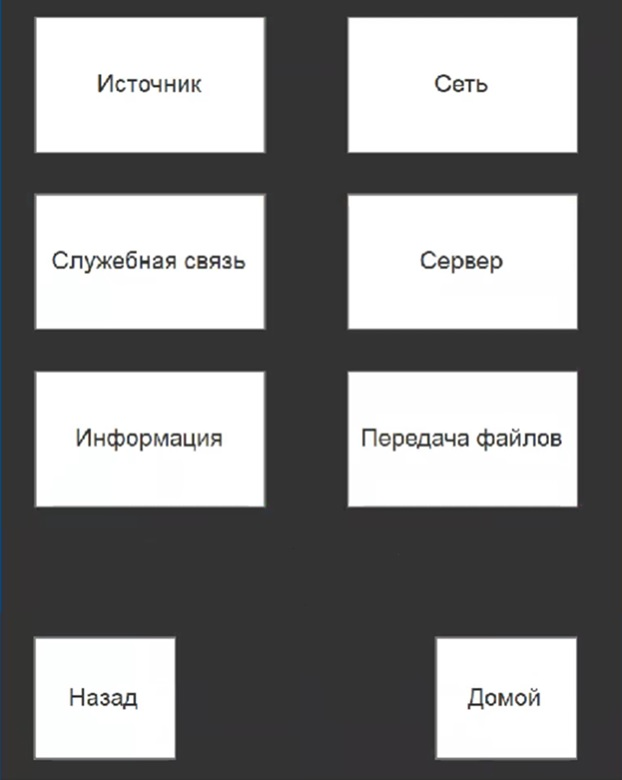 Источник
Сеть
Служебная связь
Сервер
Информация
Передача файлов
Назад
Домой